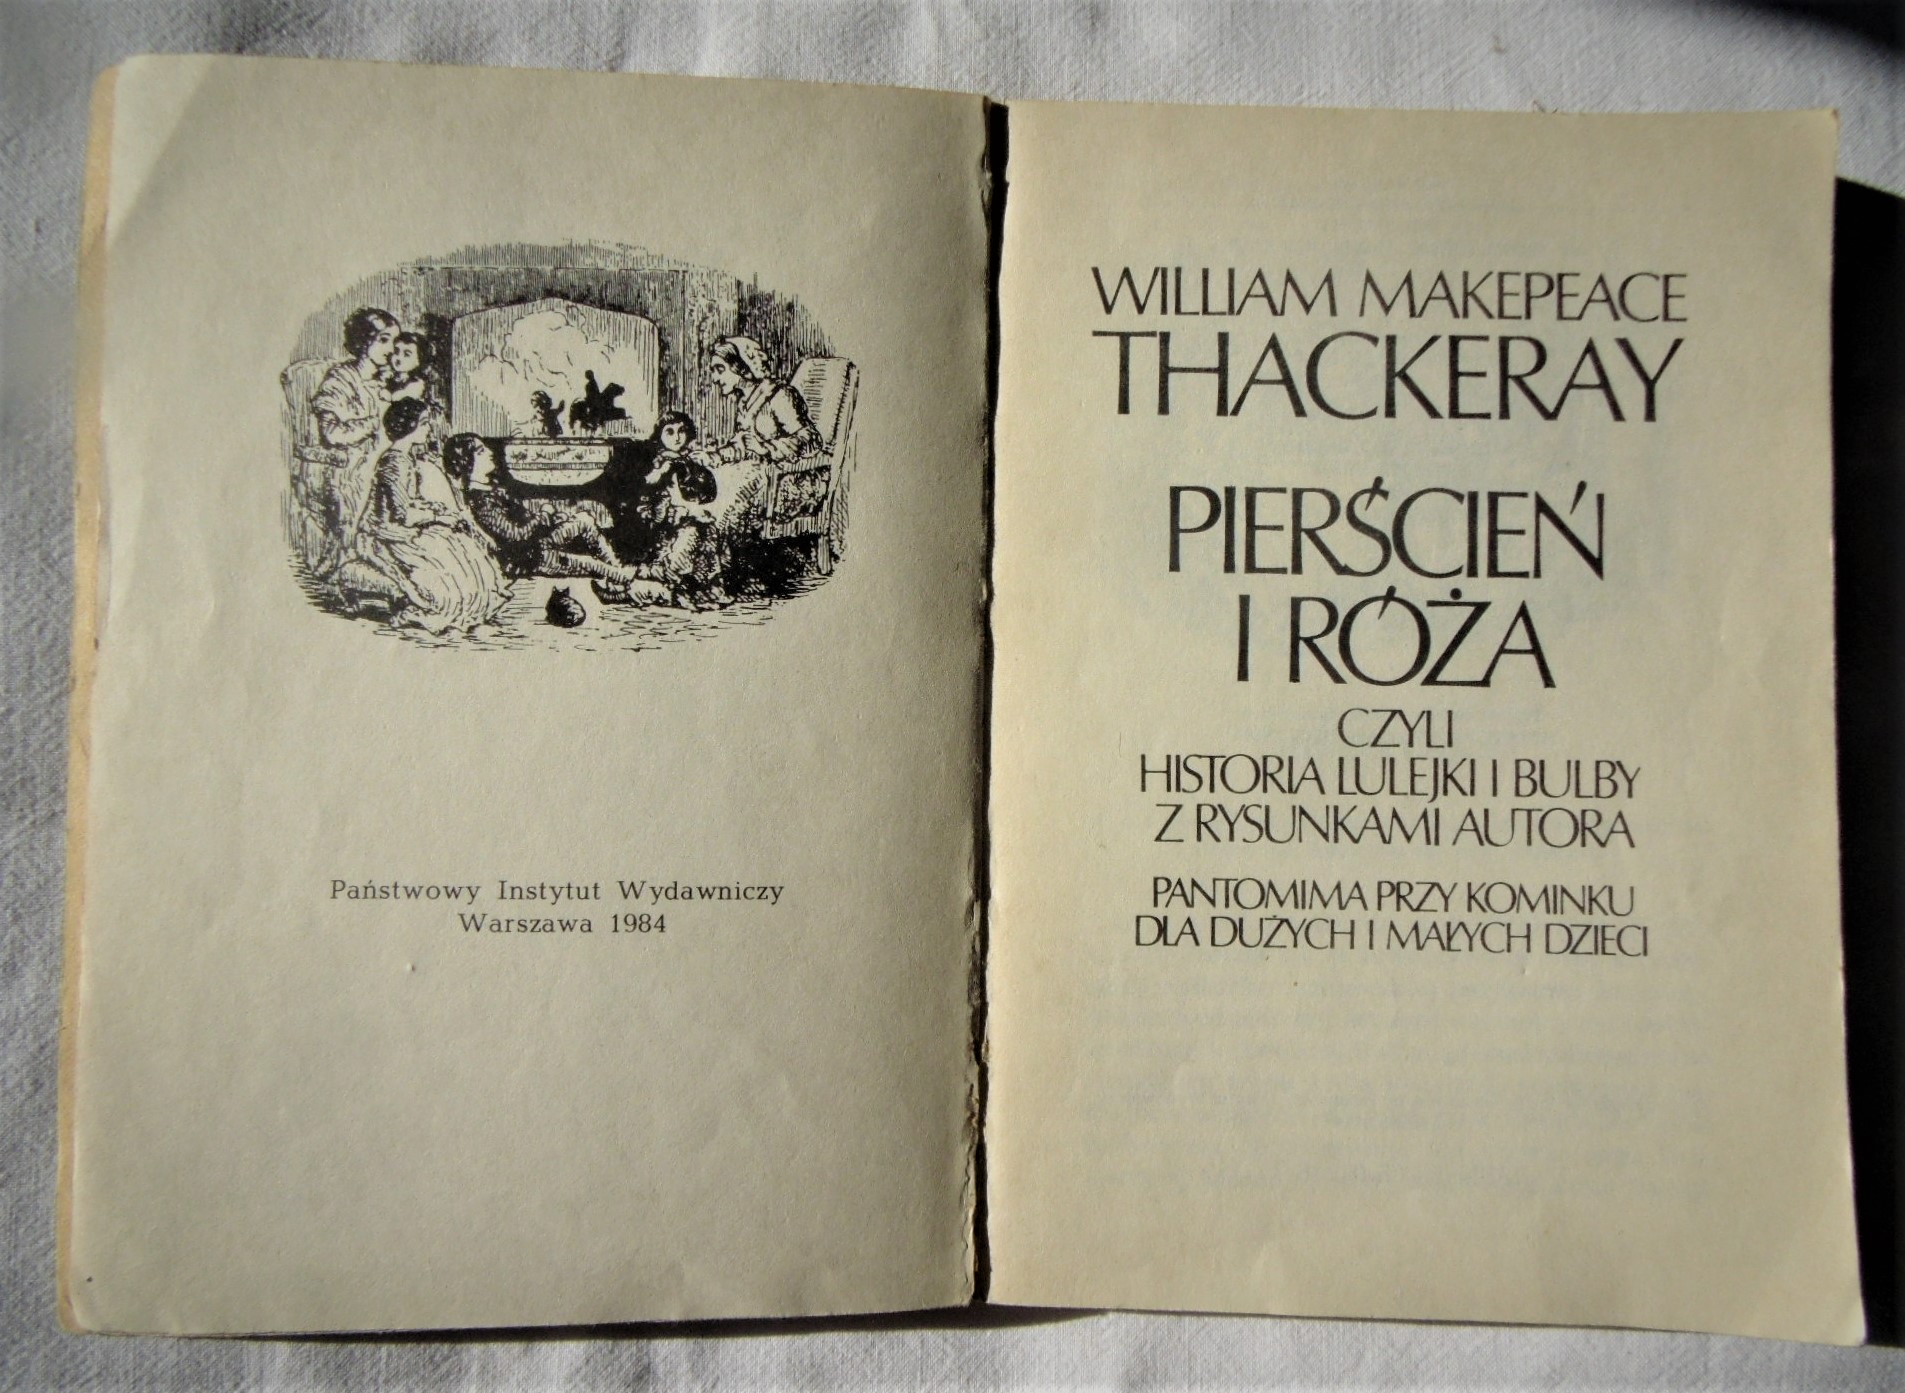 Państwowy Instytut Wydawniczy
Warszawa 1984
WILLIAM MAKEPEACE
THACKERAY
PIERŚCIEŃ
I RÓŻA
CZYLI
HISTORIA LULEJKI I BULBY
Z RYSUNKAMI AUTORA
PANTOMIMA PRZY KOMINKU
DLA DUŻYCH I MAŁYCH DZIECI